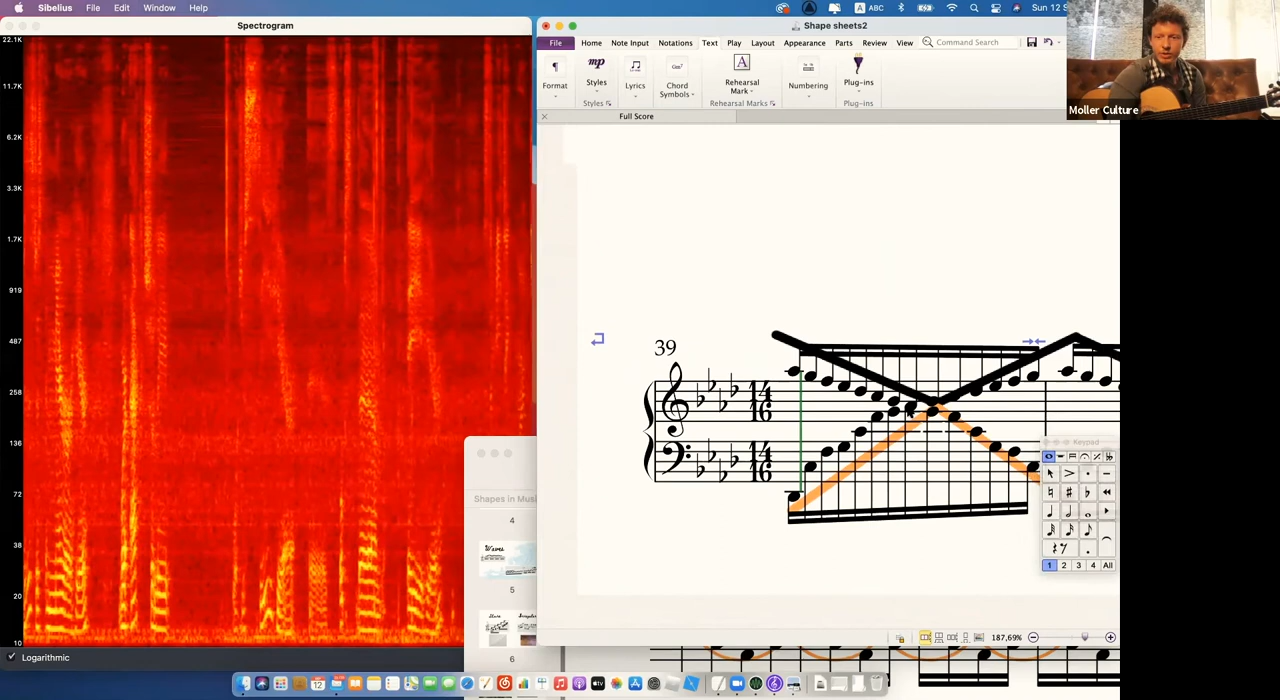 Sibelius File Edit Window Help
ABC
Sun 12 S
Spectrogram
Shape sheets2
File Home Note Input Notations Text Play Layout Appearance Parts Review View Command Search
Format
Styles
Lyrics
Chord
Symbols
Rehearsal
Mark
Numbering
Plug-ins
Styles
Rehearsal Marks
Plug-ins
Full Score
Moller Culture
22.1K
11.7K
6.2K
3.3K
1.7K
919
487
258
136
72
38
20
10
Logarithmic
Shapes in Musi
4
Waves
5
6
39
14
16
14
16
Keypad
1 2 3 4 All
187,69%